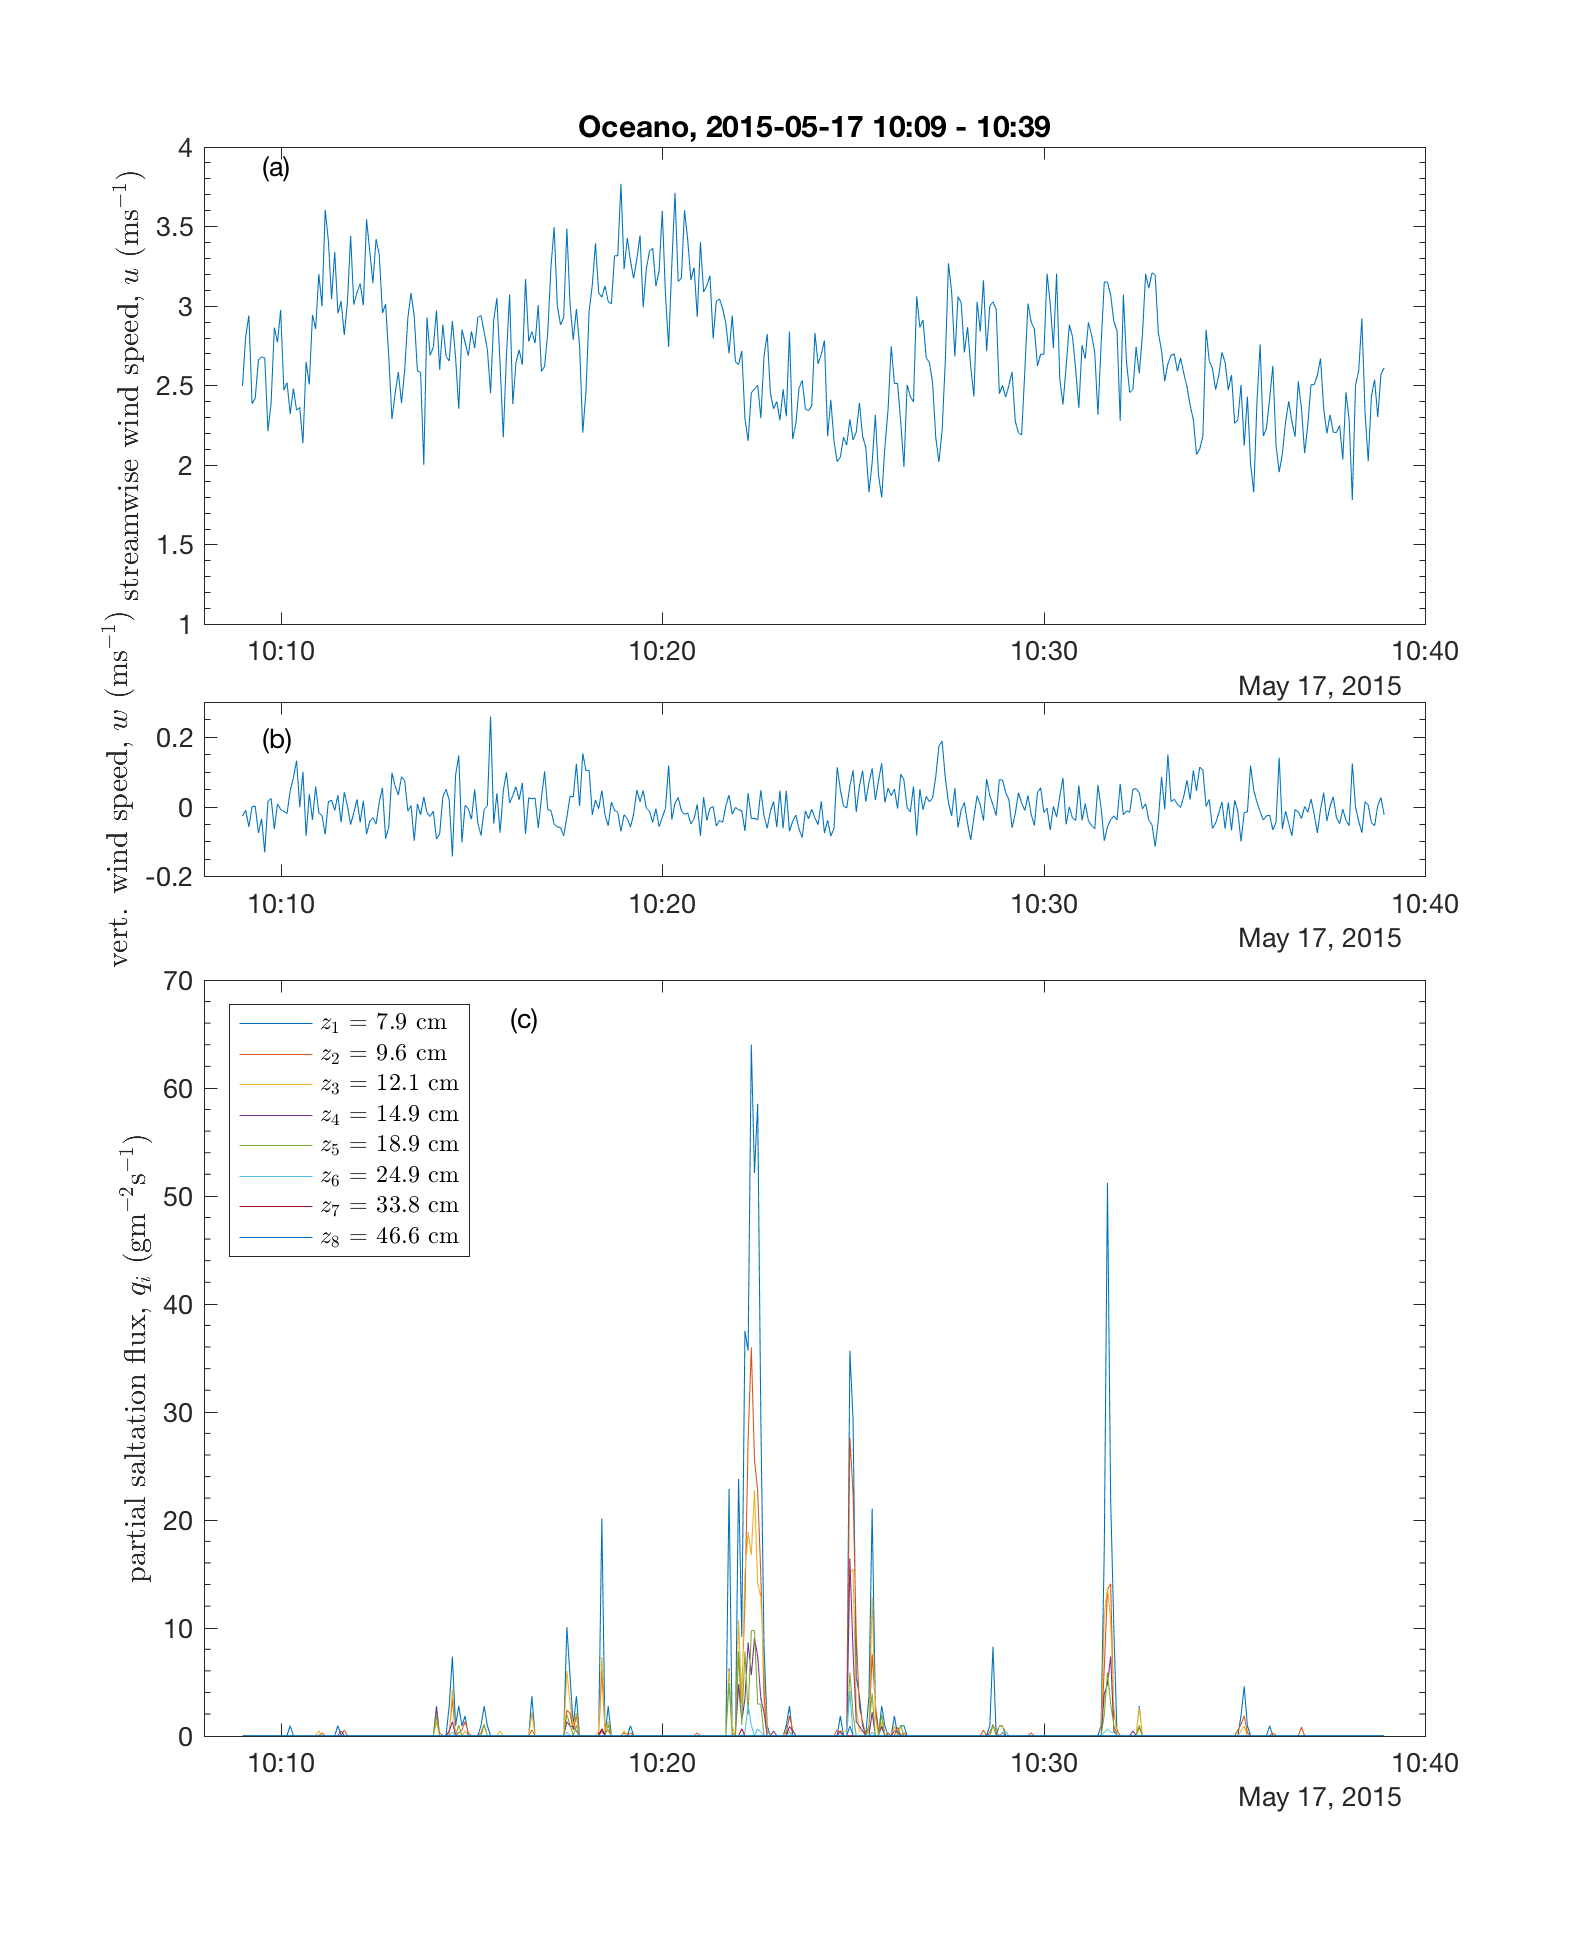 Oceano, 2015-05-17 10:09 - 10:39
(a)
streamwise wind speed, u (ms⁻¹)
4
3.5
3
2.5
2
1.5
1
10:10 10:20 10:30 10:40
May 17, 2015
(b)
vert. wind speed, w (ms⁻¹)
0.2
0
-0.2
10:10 10:20 10:30 10:40
May 17, 2015
(c)
partial saltation flux, qᵢ (gm⁻²s⁻¹)
70
60
50
40
30
20
10
0
z₁ = 7.9 cm
z₂ = 9.6 cm
z₃ = 12.1 cm
z₄ = 14.9 cm
z₅ = 18.9 cm
z₆ = 24.9 cm
z₇ = 33.8 cm
z₈ = 46.6 cm
10:10 10:20 10:30 10:40
May 17, 2015